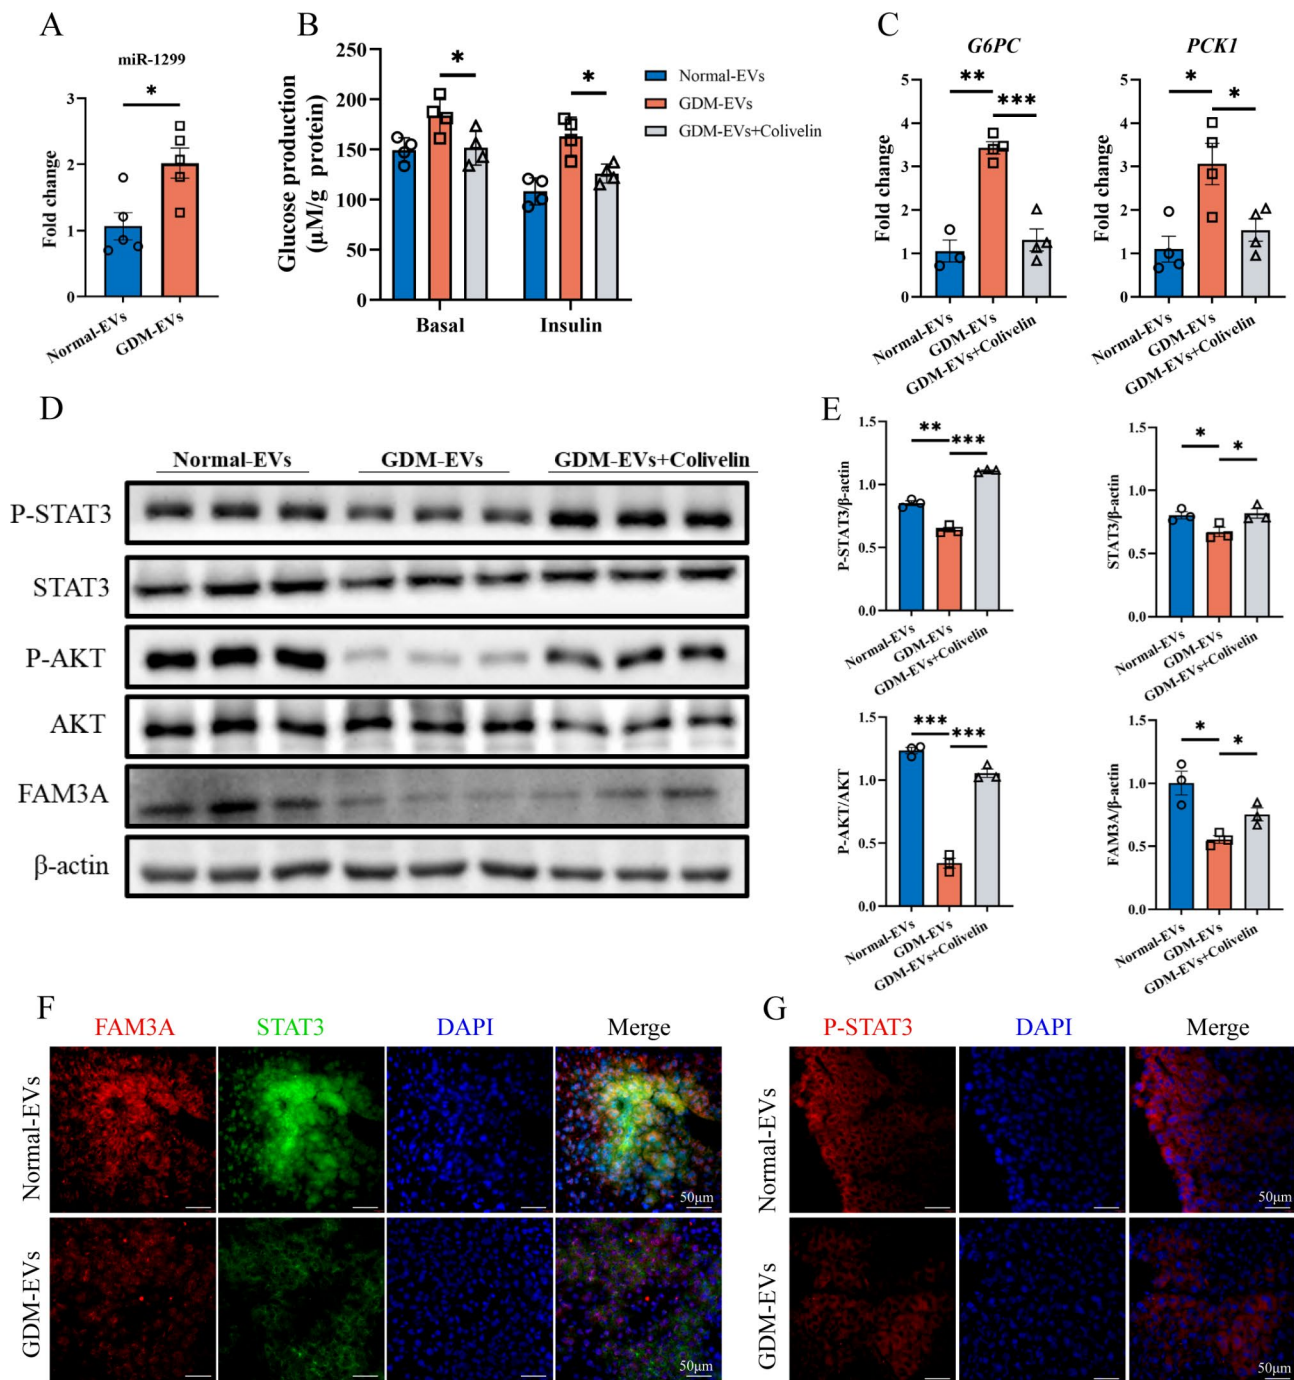 A
miR-1299
*
Fold change
3
2
1
0
Normal-EVs
GDM-EVs
B
Glucose production
(μM/g protein)
250
200
150
100
50
0
*
*
Basal
Insulin
Normal-EVs
GDM-EVs
GDM-EVs+Colivelin
C
G6PC
**
***
Fold change
5
4
3
2
1
0
Normal-EVs
GDM-EVs
GDM-EVs+Colivelin
PCK1
*
*
Fold change
5
4
3
2
1
0
Normal-EVs
GDM-EVs
GDM-EVs+Colivelin
D
Normal-EVs GDM-EVs GDM-EVs+Colivelin
P-STAT3
STAT3
P-AKT
AKT
FAM3A
β-actin
E
P-STAT3/β-actin
1.5
1.0
0.5
0.0
** ***
Normal-EVs
GDM-EVs
GDM-EVs+Colivelin
STAT3/β-actin
1.5
1.0
0.5
0.0
* *
Normal-EVs
GDM-EVs
GDM-EVs+Colivelin
P-AKT/AKT
1.5
1.0
0.5
0.0
*** ***
Normal-EVs
GDM-EVs
GDM-EVs+Colivelin
FAM3A/β-actin
1.5
1.0
0.5
0.0
* *
Normal-EVs
GDM-EVs
GDM-EVs+Colivelin
F
FAM3A STAT3 DAPI Merge
Normal-EVs
50μm
GDM-EVs
50μm
G
P-STAT3 DAPI Merge
Normal-EVs
50μm
GDM-EVs
50μm